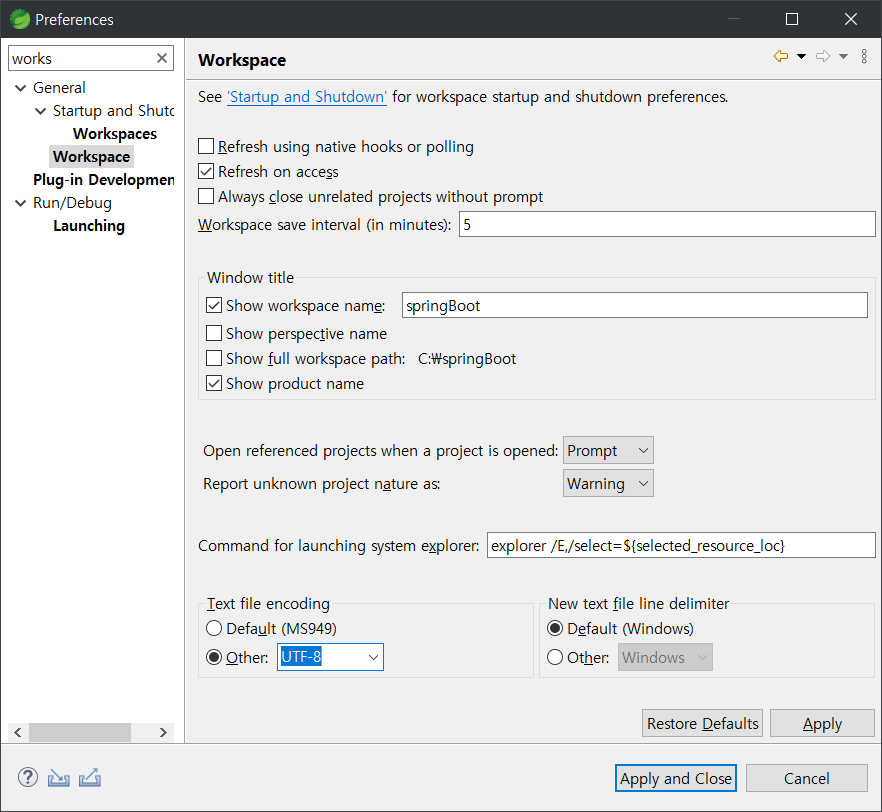 Preferences
works
General
Startup and Shutd
Workspaces
Workspace
Plug-in Developmen
Run/Debug
Launching
Workspace
See 'Startup and Shutdown' for workspace startup and shutdown preferences.
Refresh using native hooks or polling
Refresh on access
Always close unrelated projects without prompt
Workspace save interval (in minutes): 5
Window title
Show workspace name: springBoot
Show perspective name
Show full workspace path: C:₩springBoot
Show product name
Open referenced projects when a project is opened: Prompt
Report unknown project nature as: Warning
Command for launching system explorer: explorer /E,/select=${selected_resource_loc}
Text file encoding
Default (MS949)
Other: UTF-8
New text file line delimiter
Default (Windows)
Other: Windows
Restore Defaults Apply
Apply and Close Cancel